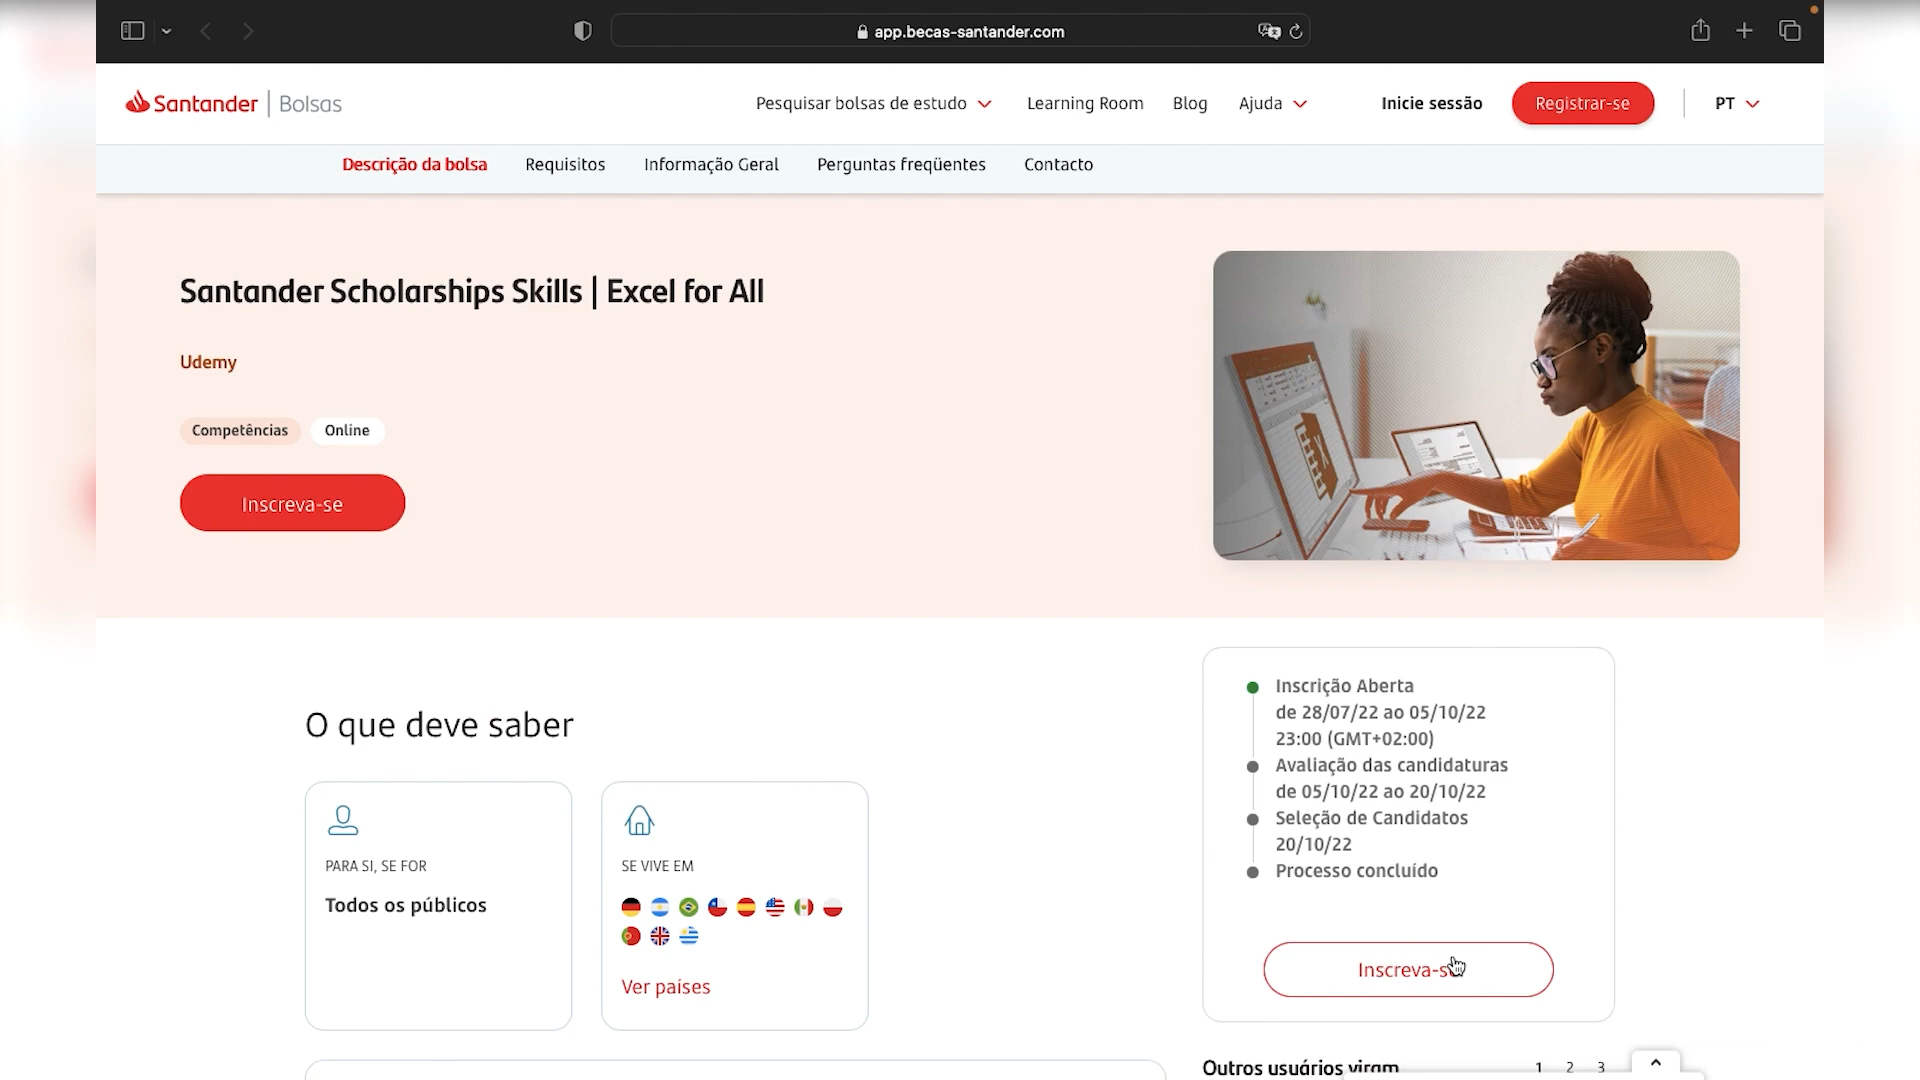 app.becas-santander.com
Santander | Bolsas
Pesquisar bolsas de estudo
Learning Room
Blog
Ajuda
Inicie sessão
Registrar-se
PT
Descrição da bolsa
Requisitos
Informação Geral
Perguntas freqüentes
Contacto
Santander Scholarships Skills | Excel for All
Udemy
Competências
Online
Inscreva-se
O que deve saber
PARA SI, SE FOR
Todos os públicos
SE VIVE EM
Ver países
Inscrição Aberta
de 28/07/22 ao 05/10/22
23:00 (GMT+02:00)
Avaliação das candidaturas
de 05/10/22 ao 20/10/22
Seleção de Candidatos
20/10/22
Processo concluído
Inscreva-se
Outros usuários viram
1 2 3